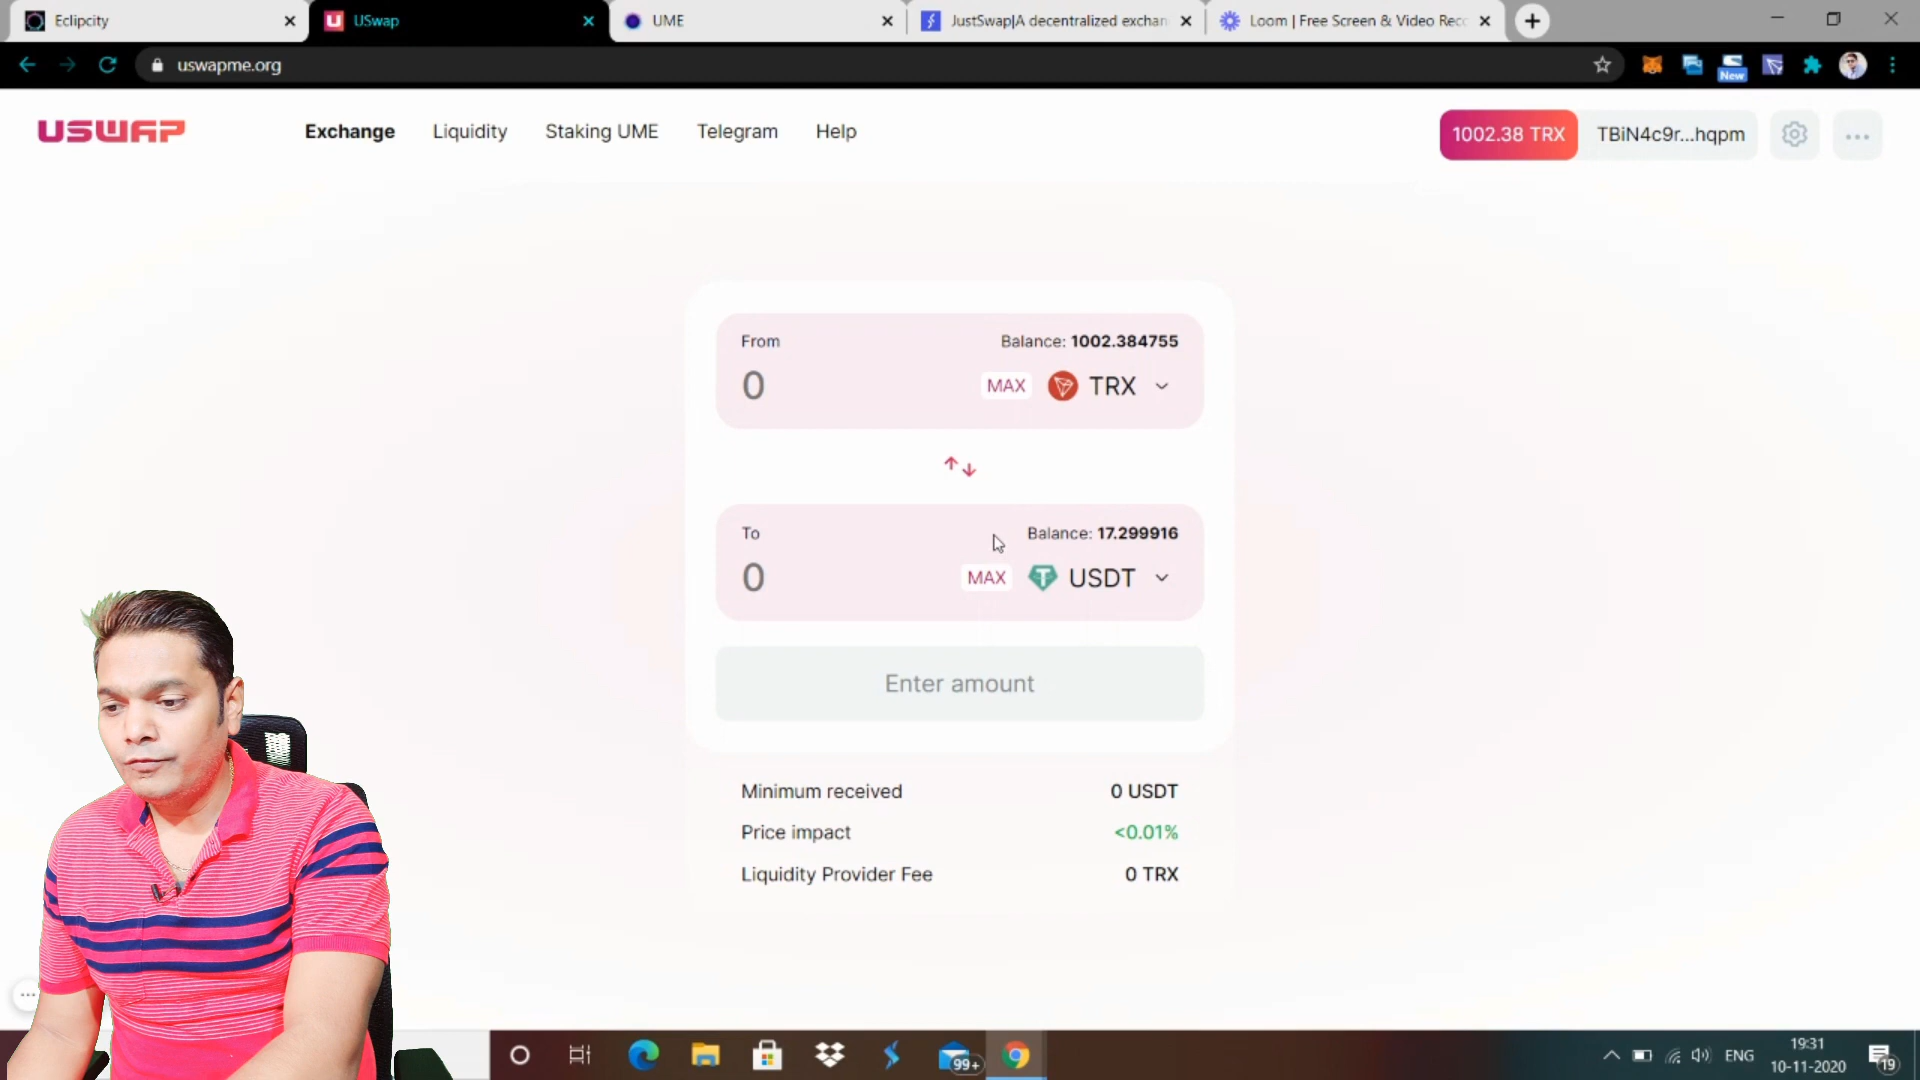 Eclipcity
USwap
UME
JustSwap|A decentralized exchan
Loom | Free Screen & Video Reco
uswapme.org
New
USWAP
Exchange
Liquidity
Staking UME
Telegram
Help
1002.38 TRX
TBiN4c9r...hqpm
From
Balance: 1002.384755
0
MAX
TRX
To
Balance: 17.299916
0
MAX
USDT
Enter amount
Minimum received
0 USDT
Price impact
<0.01%
Liquidity Provider Fee
0 TRX
99+
ENG
19:31
10-11-2020
19